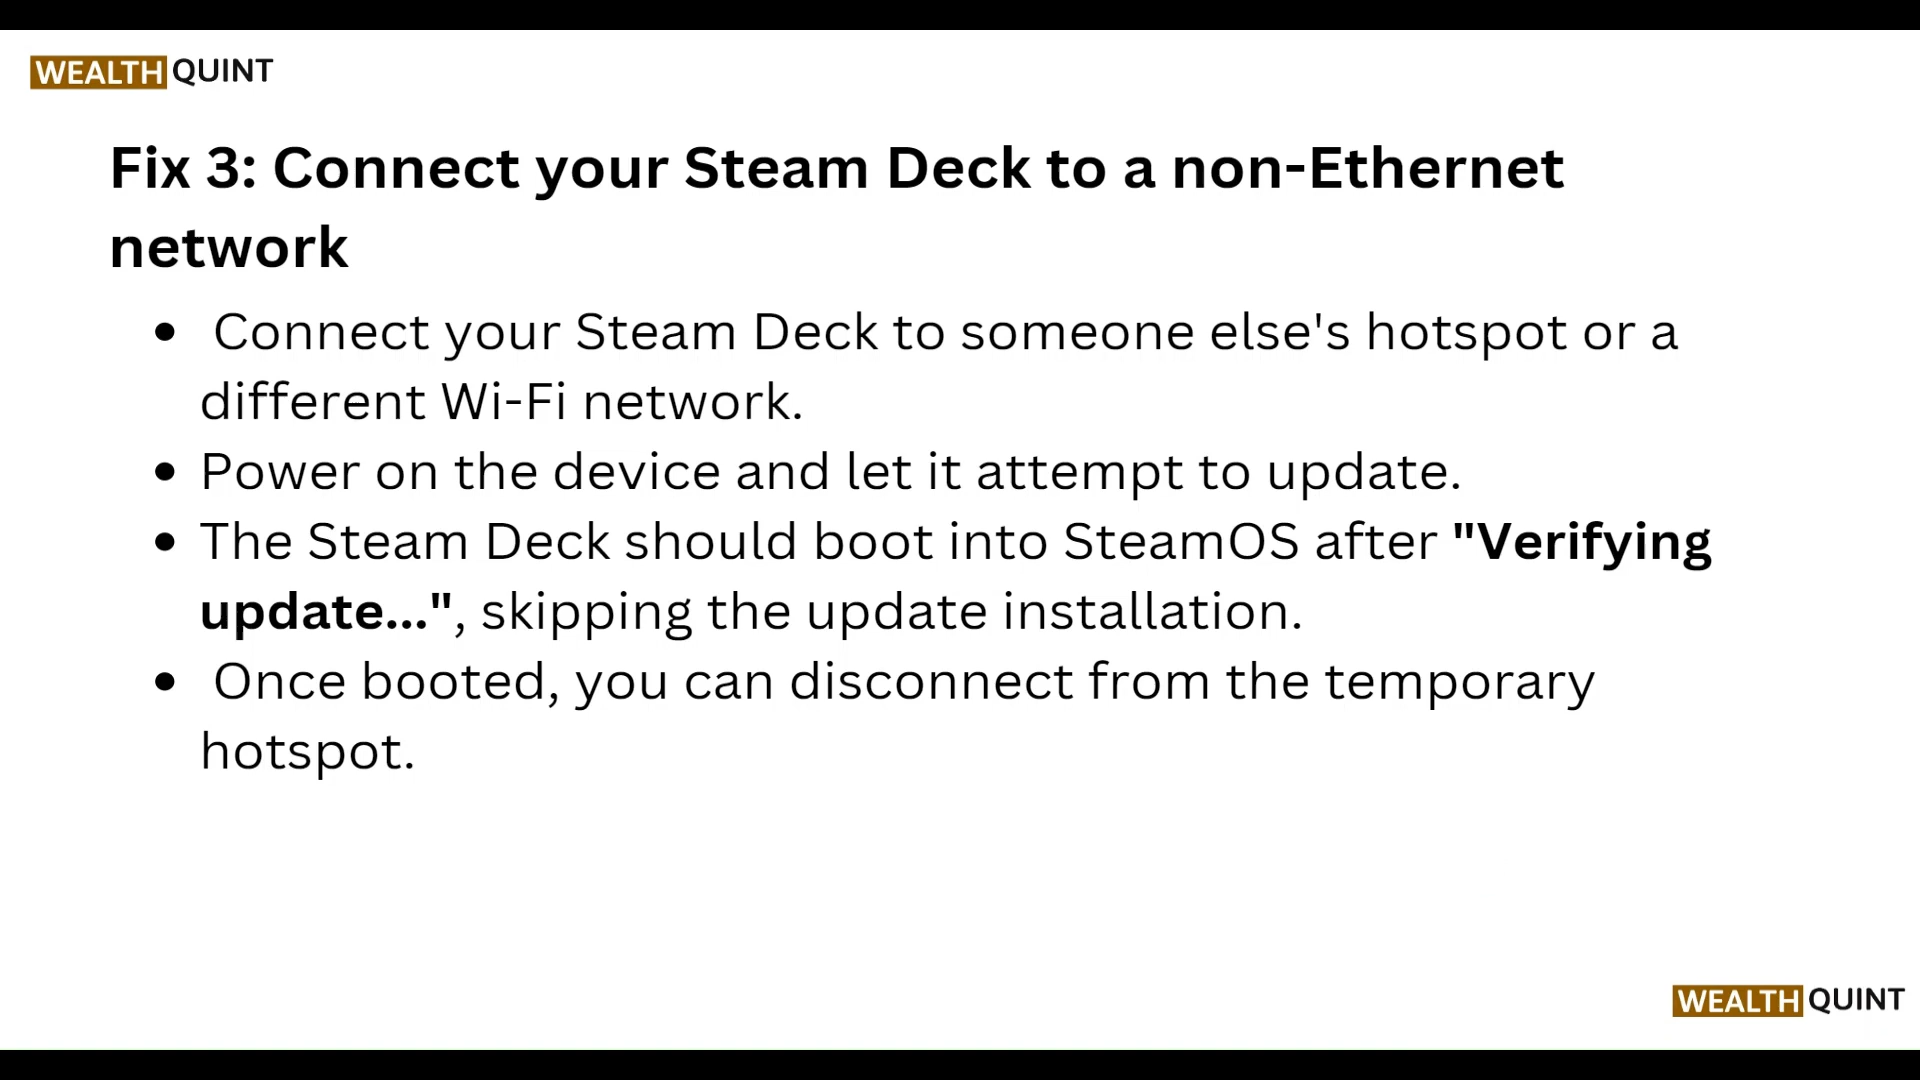 WEALTH QUINT
Fix 3: Connect your Steam Deck to a non-Ethernet
network
• Connect your Steam Deck to someone else's hotspot or a
different Wi-Fi network.
• Power on the device and let it attempt to update.
• The Steam Deck should boot into SteamOS after "Verifying
update...", skipping the update installation.
• Once booted, you can disconnect from the temporary
hotspot.
WEALTH QUINT